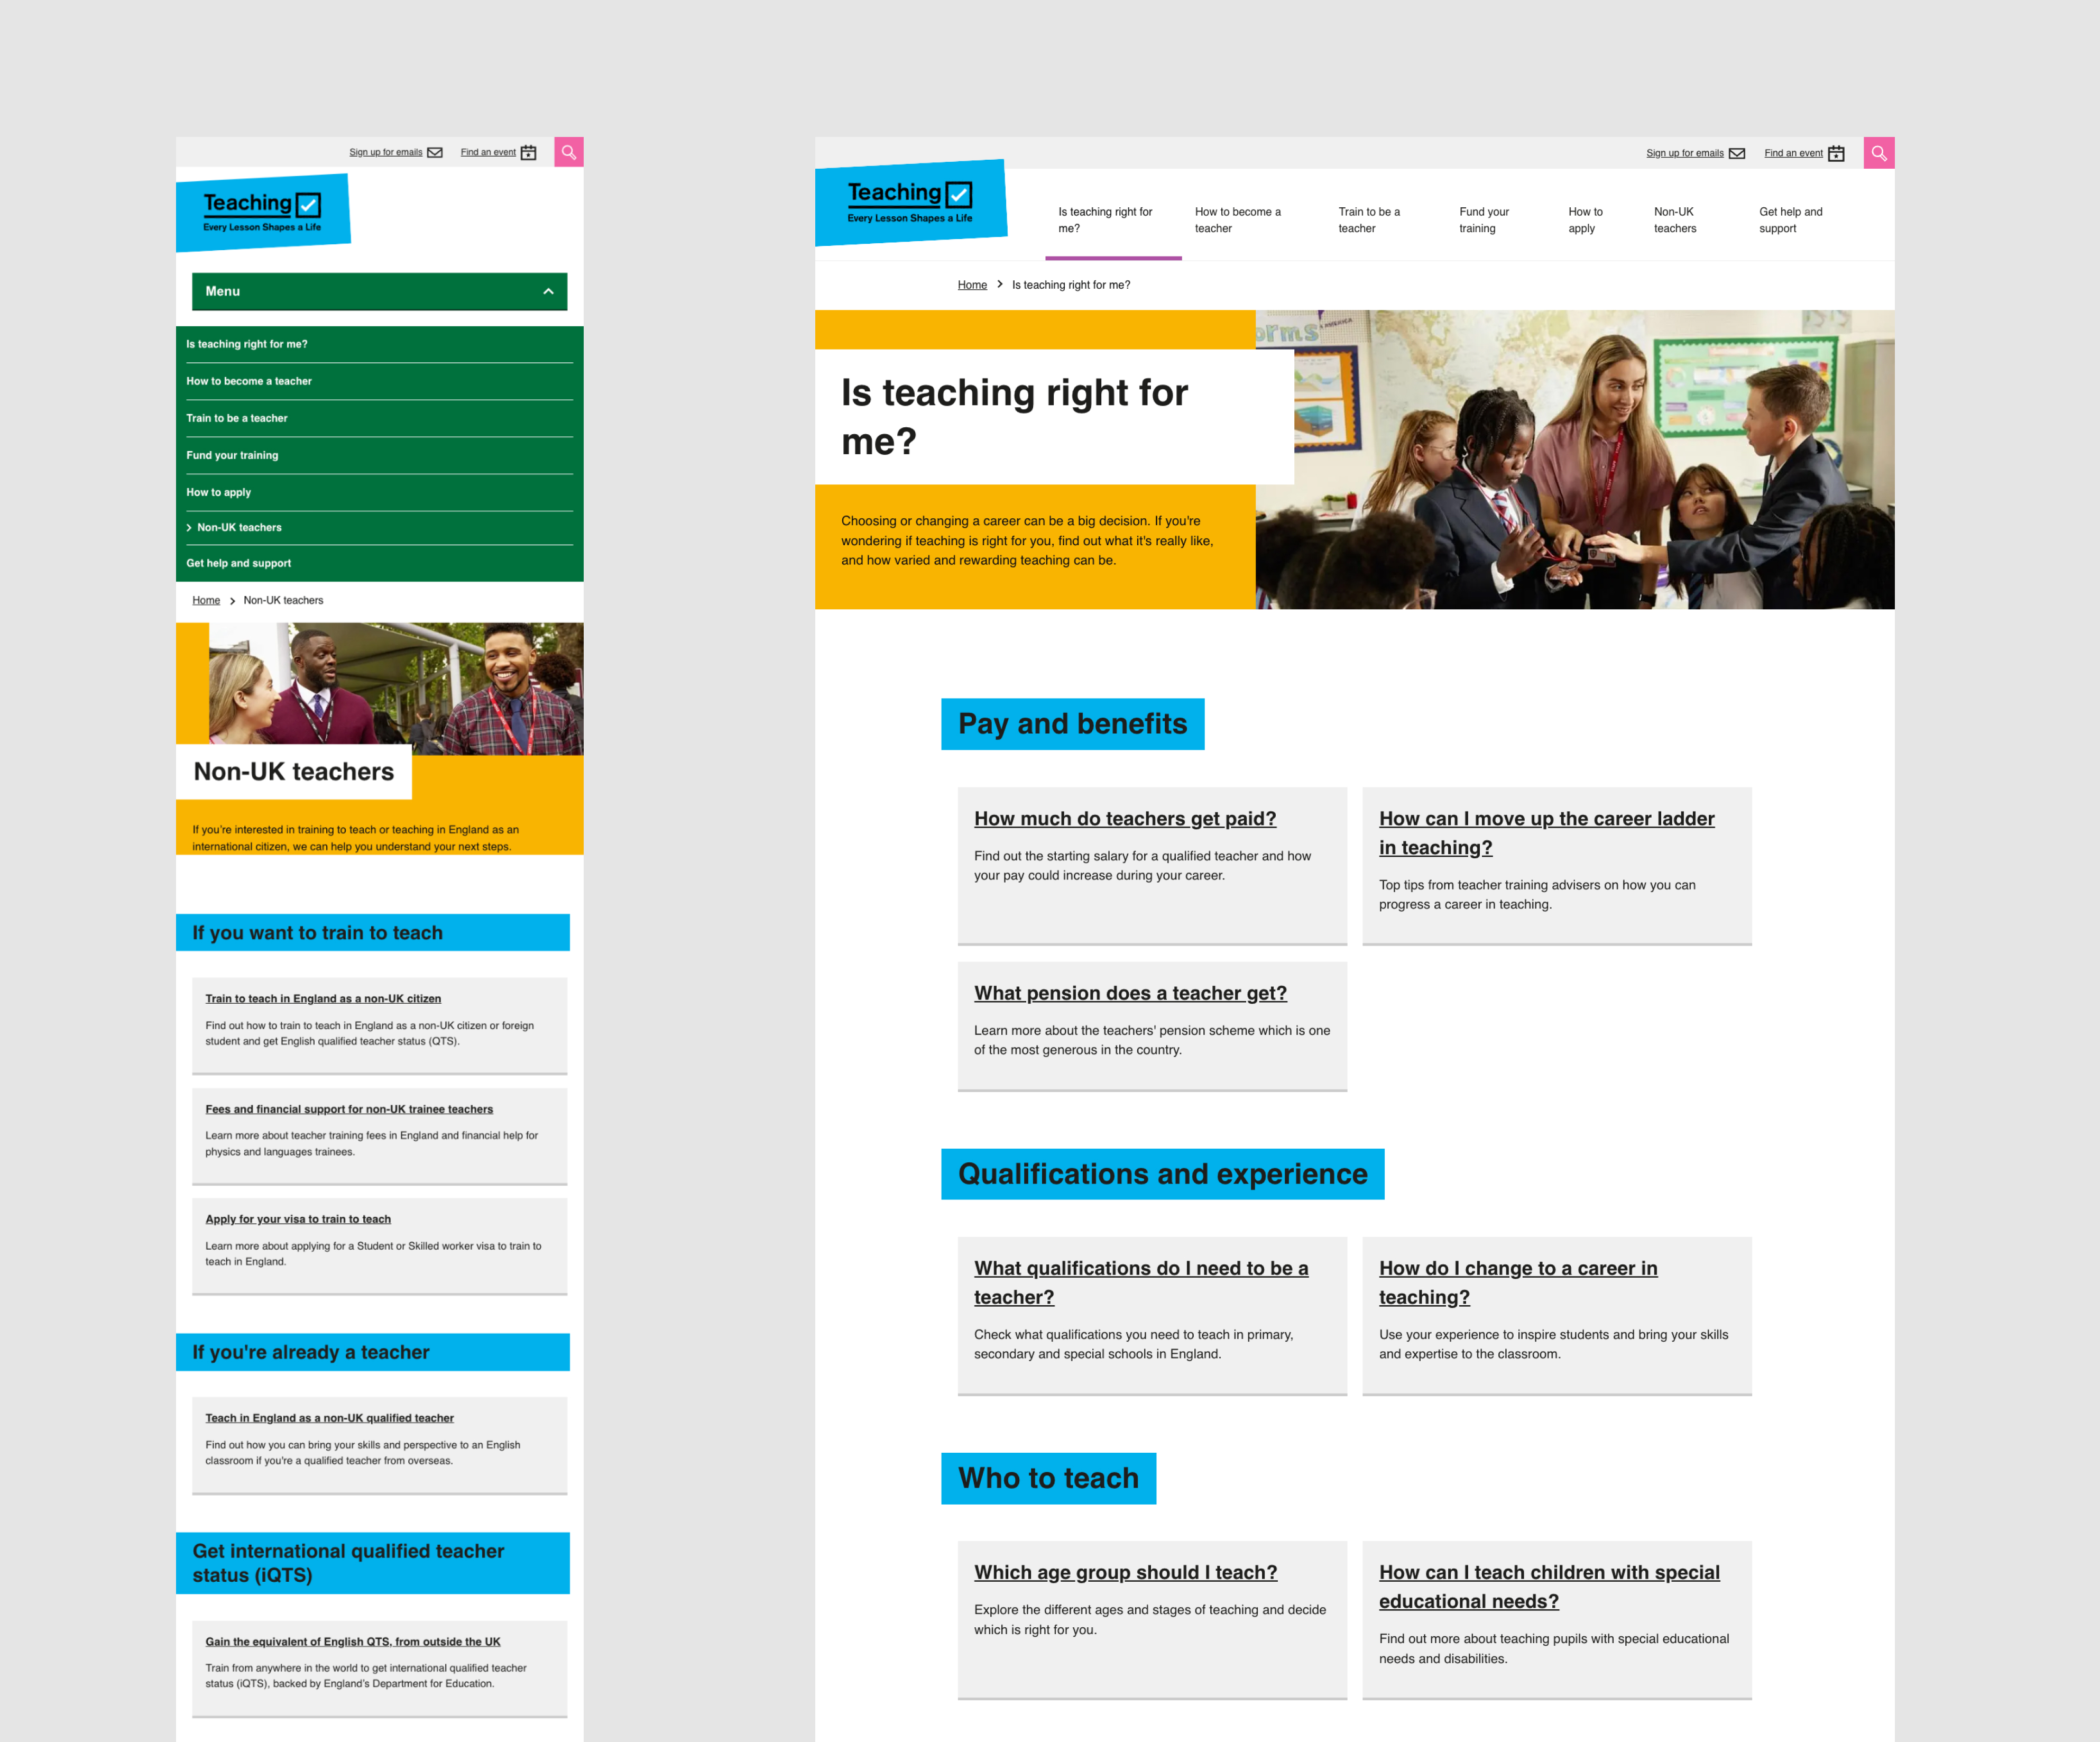 Sign up for emails
Find an event
Teaching
Every Lesson Shapes a Life
Menu
Is teaching right for me?
How to become a teacher
Train to be a teacher
Fund your training
How to apply
Non-UK teachers
Get help and support
Home > Non-UK teachers
Non-UK teachers
If you're interested in training to teach or teaching in England as an
international citizen, we can help you understand your next steps.
If you want to train to teach
Train to teach in England as a non-UK citizen
Find out how to train to teach in England as a non-UK citizen or foreign
student and get English qualified teacher status (QTS).
Fees and financial support for non-UK trainee teachers
Learn more about teacher training fees in England and financial help for
physics and languages trainees.
Apply for your visa to train to teach
Learn more about applying for a Student or Skilled worker visa to train to
teach in England.
If you're already a teacher
Teach in England as a non-UK qualified teacher
Find out how you can bring your skills and perspective to an English
classroom if you're a qualified teacher from overseas.
Get international qualified teacher
status (iQTS)
Gain the equivalent of English QTS, from outside the UK
Train from anywhere in the world to get international qualified teacher
status (iQTS), backed by England's Department for Education.
Sign up for emails
Find an event
Teaching
Every Lesson Shapes a Life
Is teaching right for
me?
How to become a
teacher
Train to be a
teacher
Fund your
training
How to
apply
Non-UK
teachers
Get help and
support
Home > Is teaching right for me?
Is teaching right for
me?
Choosing or changing a career can be a big decision. If you're
wondering if teaching is right for you, find out what it's really like,
and how varied and rewarding teaching can be.
Pay and benefits
How much do teachers get paid?
Find out the starting salary for a qualified teacher and how
your pay could increase during your career.
How can I move up the career ladder
in teaching?
Top tips from teacher training advisers on how you can
progress a career in teaching.
What pension does a teacher get?
Learn more about the teachers' pension scheme which is one
of the most generous in the country.
Qualifications and experience
What qualifications do I need to be a
teacher?
Check what qualifications you need to teach in primary,
secondary and special schools in England.
How do I change to a career in
teaching?
Use your experience to inspire students and bring your skills
and expertise to the classroom.
Who to teach
Which age group should I teach?
Explore the different ages and stages of teaching and decide
which is right for you.
How can I teach children with special
educational needs?
Find out more about teaching pupils with special educational
needs and disabilities.